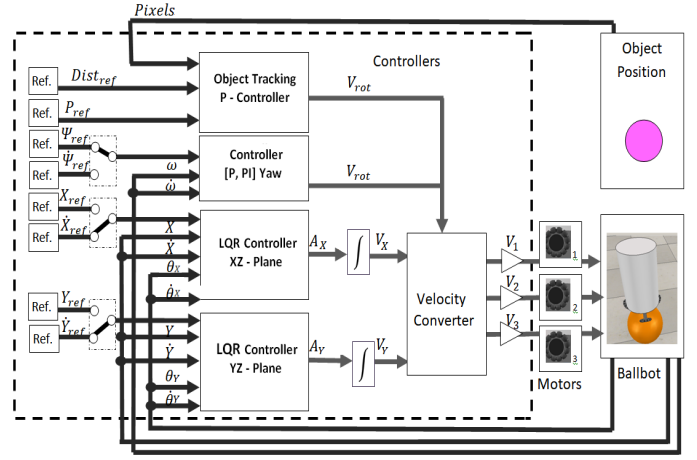 Pixels
Controllers
Object Position
Ref.
Dist_ref
Object Tracking
P - Controller
V_rot
Ref.
P_ref
Ref.
Ψ_ref
Ref.
Ψ̇_ref
ω
ω̇
Controller
[P, PI] Yaw
V_rot
Ref.
X_ref
Ref.
Ẋ_ref
X
Ẋ
θ_X
θ̇_X
LQR Controller
XZ - Plane
A_X
∫
V_X
Ref.
Y_ref
Ref.
Ẏ_ref
Y
Ẏ
θ_Y
θ̇_Y
LQR Controller
YZ - Plane
A_Y
∫
V_Y
Velocity
Converter
V_1
V_2
V_3
1
2
3
Motors
Ballbot